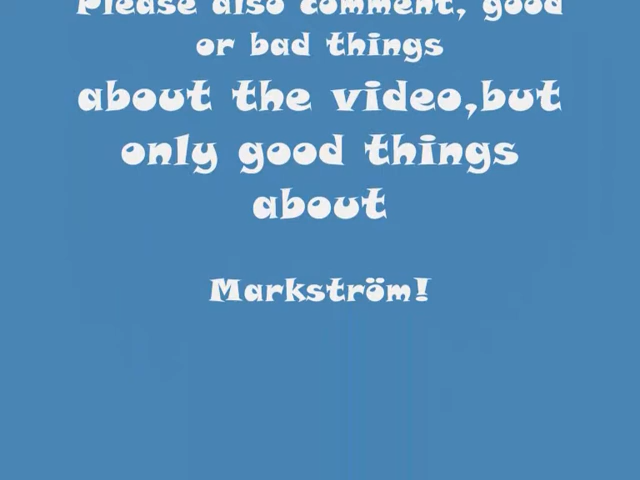 Please also comment, good
or bad things
about the video,but
only good things
about
Markström!